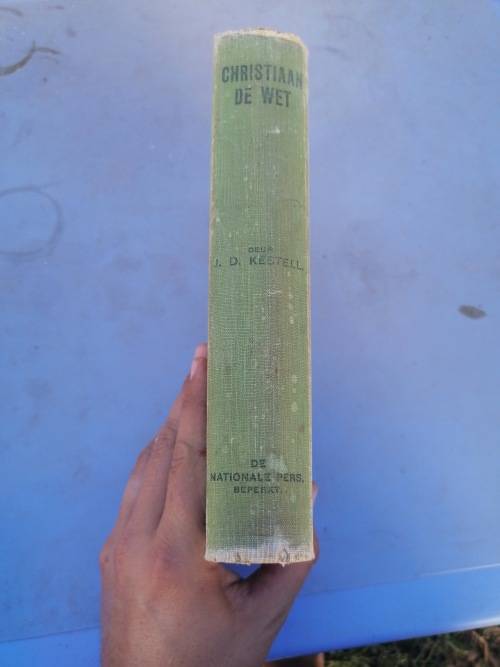 CHRISTIAAN
DE WET
DEUR
J. D. KESTELL.
DE
NATIONALE PERS,
BEPERKT.